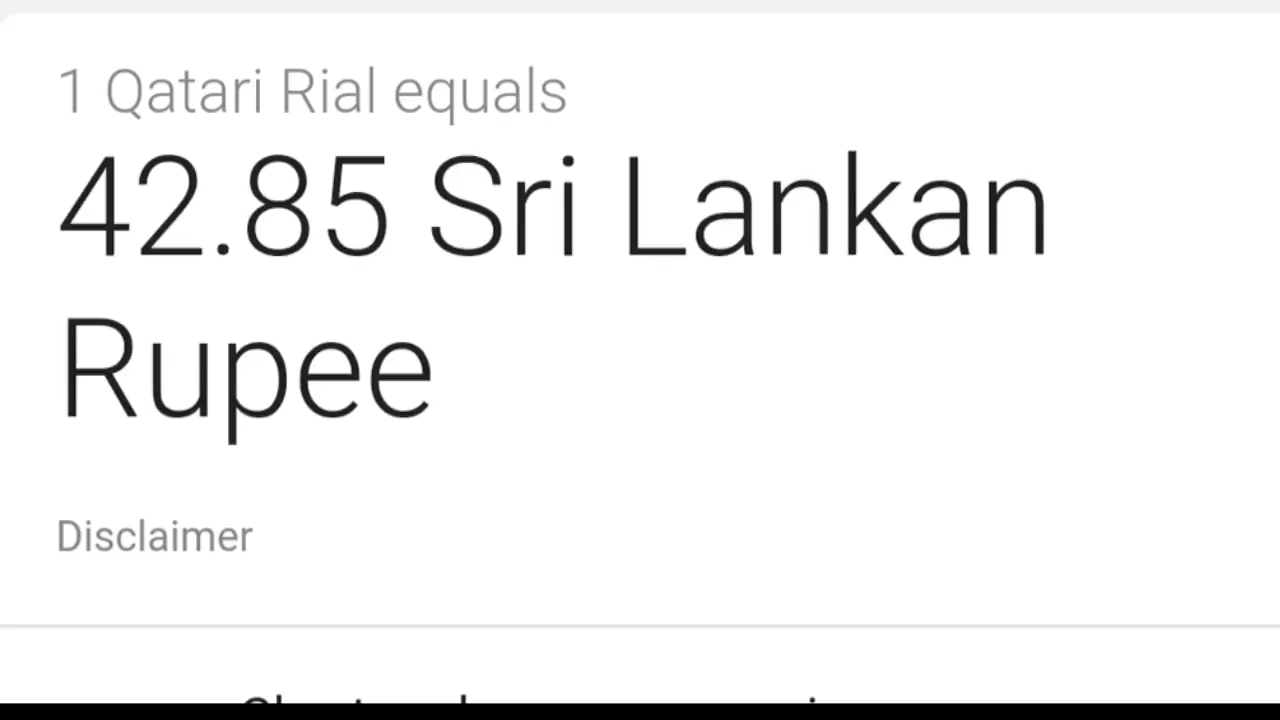 1 Qatari Rial equals
42.85 Sri Lankan
Rupee
Disclaimer